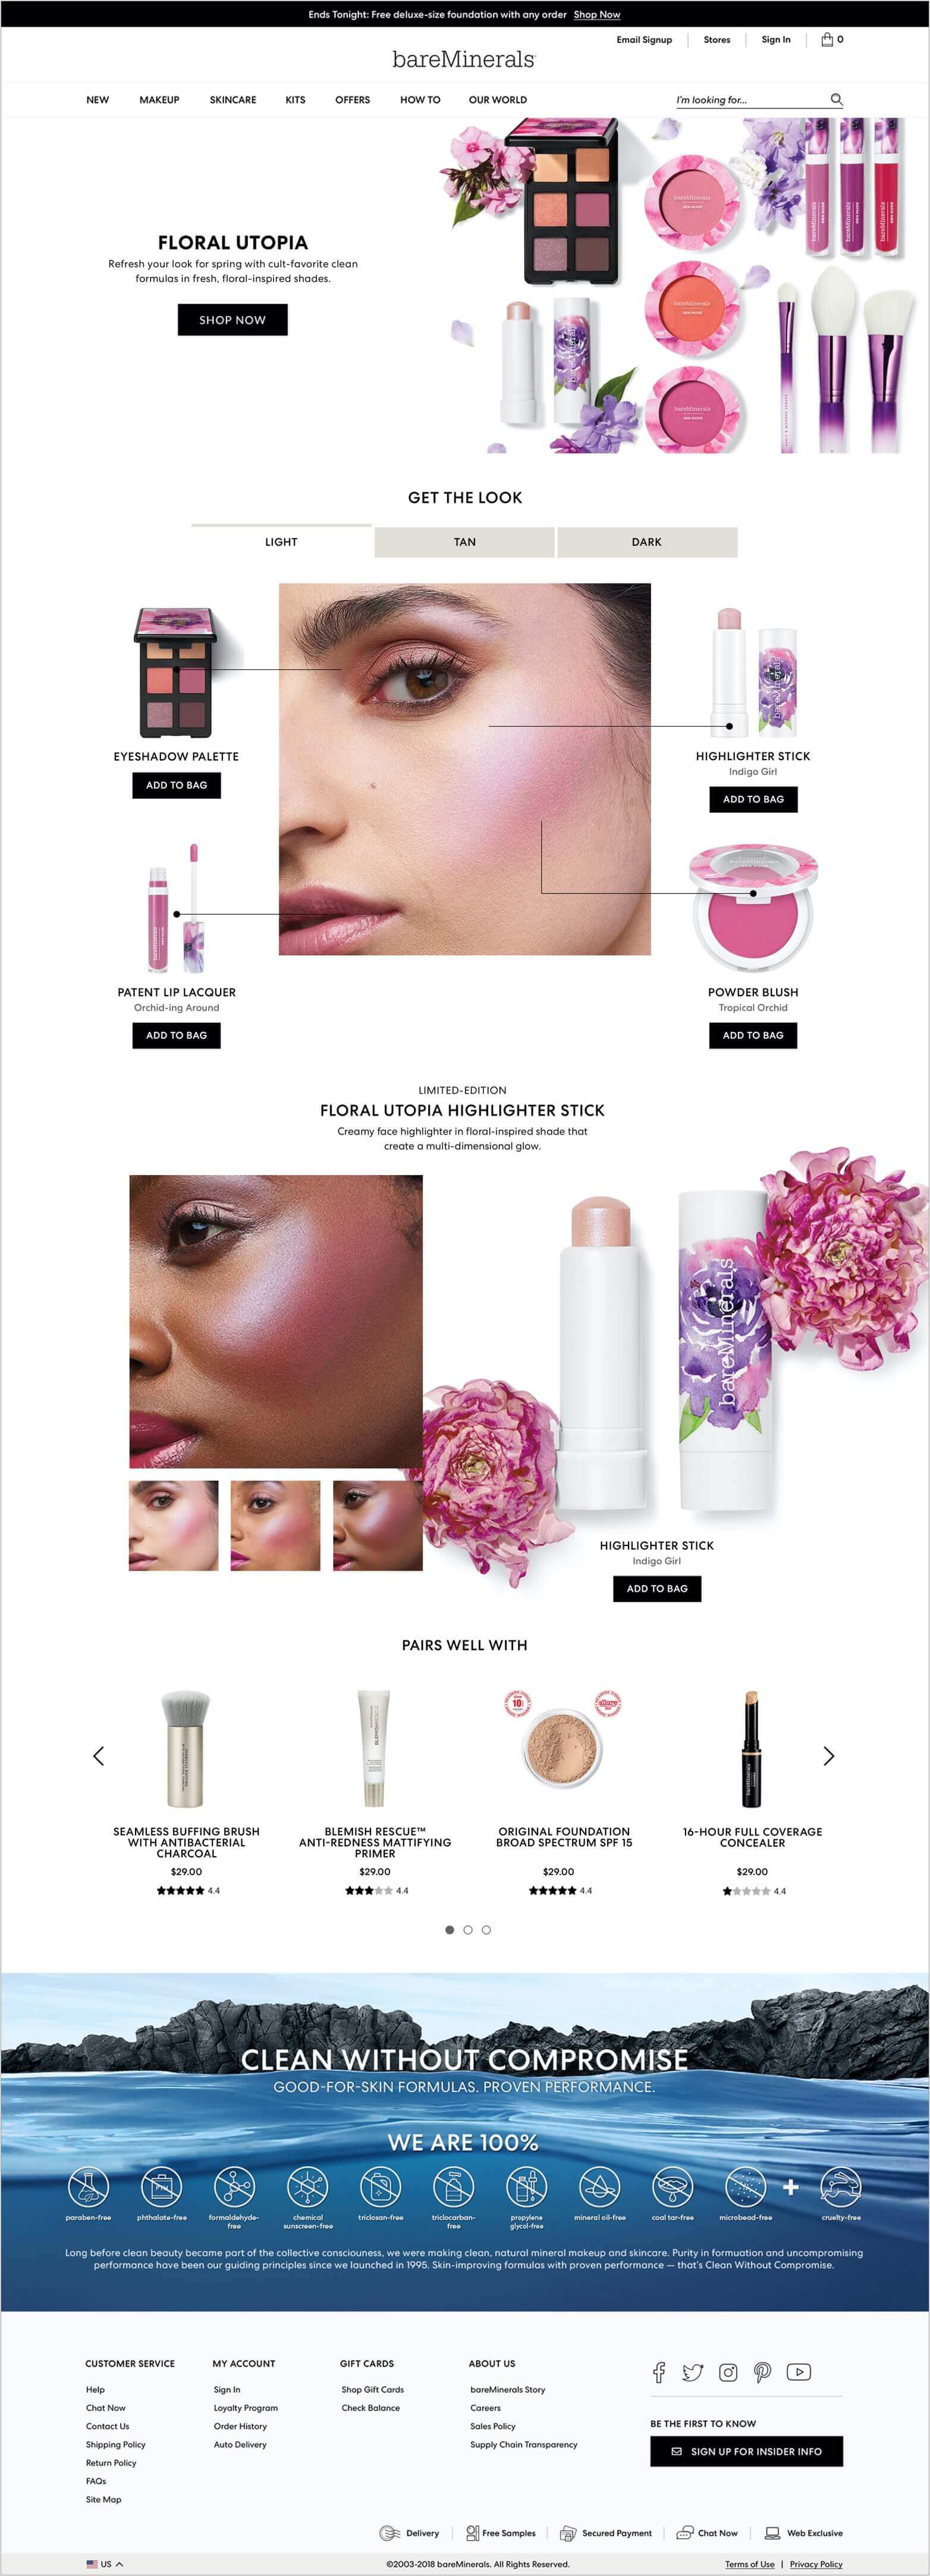 Ends Tonight: Free deluxe-size foundation with any order Shop Now
Email Signup
Stores
Sign In
0
bareMinerals
NEW
MAKEUP
SKINCARE
KITS
OFFERS
HOW TO
OUR WORLD
I'm looking for...
FLORAL UTOPIA
Refresh your look for spring with cult-favorite clean
formulas in fresh, floral-inspired shades.
SHOP NOW
bareMinerals
bareMinerals
bareMinerals
bareMinerals
bareMinerals
bareMinerals
bareMinerals
GET THE LOOK
LIGHT
TAN
DARK
EYESHADOW PALETTE
ADD TO BAG
bareMinerals
HIGHLIGHTER STICK
Indigo Girl
ADD TO BAG
bareMinerals
PATENT LIP LACQUER
Orchid-ing Around
ADD TO BAG
POWDER BLUSH
Tropical Orchid
ADD TO BAG
LIMITED-EDITION
FLORAL UTOPIA HIGHLIGHTER STICK
Creamy face highlighter in floral-inspired shade that
create a multi-dimensional glow.
bareMinerals
HIGHLIGHTER STICK
Indigo Girl
ADD TO BAG
PAIRS WELL WITH
SEAMLESS BUFFING BRUSH
WITH ANTIBACTERIAL
CHARCOAL
$29.00
4.4
BLEMISH RESCUE™
ANTI-REDNESS MATTIFYING
PRIMER
$29.00
4.4
10
allure
ORIGINAL FOUNDATION
BROAD SPECTRUM SPF 15
$29.00
4.4
bareMinerals
16-HOUR FULL COVERAGE
CONCEALER
$29.00
4.4
CLEAN WITHOUT COMPROMISE
GOOD-FOR-SKIN FORMULAS. PROVEN PERFORMANCE.
WE ARE 100%
paraben-free
phthalate-free
formaldehyde-
free
chemical
sunscreen-free
triclosan-free
triclocarban-
free
propylene
glycol-free
mineral oil-free
coal tar-free
microbead-free
+
cruelty-free
Long before clean beauty became part of the collective consciouness, we were making clean, natural mineral makeup and skincare. Purity in formuation and uncompromising
performance have been our guiding principles since we launched in 1995. Skin-improving formulas with proven performance — that's Clean Without Compromise.
CUSTOMER SERVICE
Help
Chat Now
Contact Us
Shipping Policy
Return Policy
FAQs
Site Map
MY ACCOUNT
Sign In
Loyalty Program
Order History
Auto Delivery
GIFT CARDS
Shop Gift Cards
Check Balance
ABOUT US
bareMinerals Story
Careers
Sales Policy
Supply Chain Transparency
BE THE FIRST TO KNOW
SIGN UP FOR INSIDER INFO
Delivery
Free Samples
Secured Payment
Chat Now
Web Exclusive
US
©2003-2018 bareMinerals. All Rights Reserved.
Terms of Use | Privacy Policy